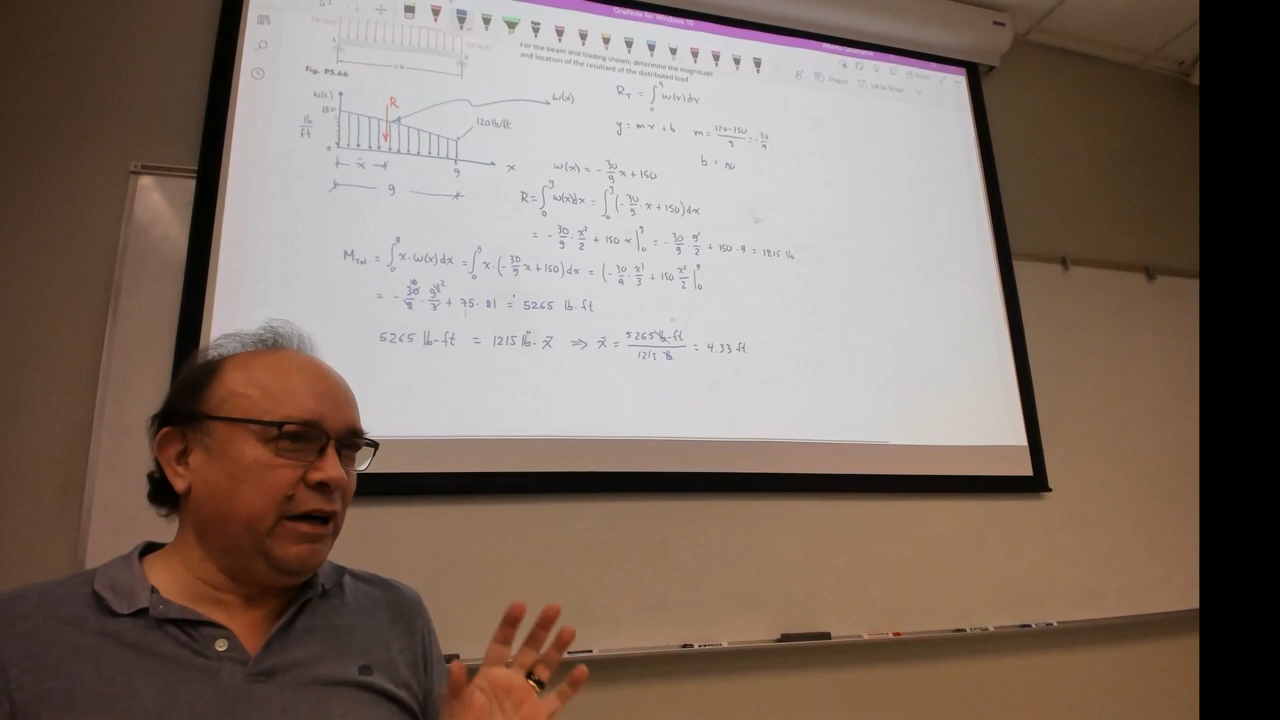 OneNote for Windows 10
For the beam and loading shown, determine the magnitude
and location of the resultant of the distributed load
Fig. P5.66
w(x)
150
lb/ft
0
R
w(x)
120 lb/ft
x̄
9
x
9
R_T = ∫₀⁹ w(x)dx
y = mx + b m = (120-150)/9 = -30/9
b = 150
w(x) = -30/9 x + 150
R = ∫₀⁹ w(x)dx = ∫₀⁹ (-30/9 · x + 150) dx
= -30/9 · x²/2 + 150 x |₀⁹ = -30/9 · 9²/2 + 150 · 9 = 1215 lb
= ∫₀⁹ x · w(x) dx = ∫₀⁹ x · (-30/9 x + 150) dx = (-30/9 · x³/3 + 150 x²/2 |₀⁹
+ 75 · 81 = 5265 lb·ft
5265 lb-ft = 1215 lb · x̄ ⇒ x̄ = 5265 lb·ft / 1215 lb = 4.33 ft